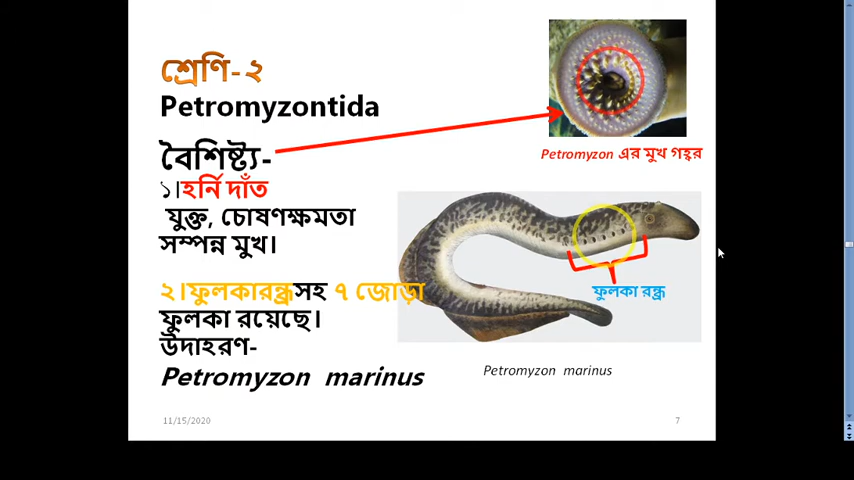 শ্রেণি-২
Petromyzontida
বৈশিষ্ট্য-
১।হর্নি দাঁত
যুক্ত, চোষণক্ষমতা
সম্পন্ন মুখ।
২।ফুলকারন্ধ্রসহ ৭ জোড়া
ফুলকা রয়েছে।
উদাহরণ-
Petromyzon marinus
Petromyzon এর মুখ গহ্বর
ফুলকা রন্ধ্র
Petromyzon marinus
11/15/2020
7